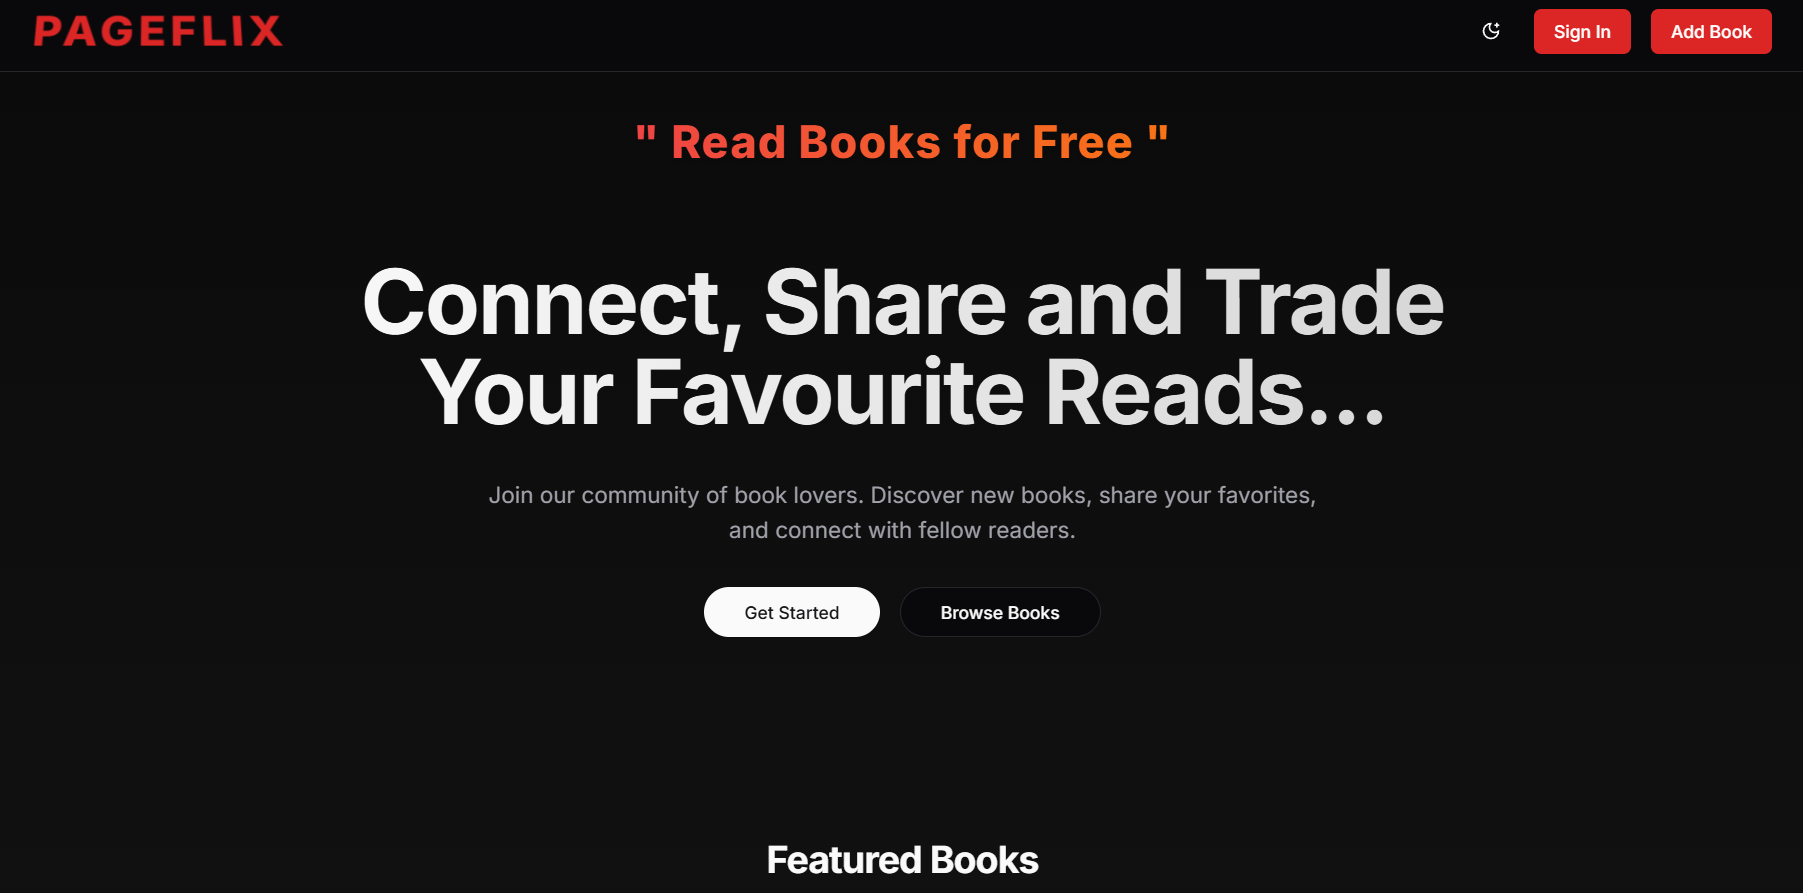 PAGEFLIX
Sign In
Add Book
" Read Books for Free "
Connect, Share and Trade
Your Favourite Reads...
Join our community of book lovers. Discover new books, share your favorites,
and connect with fellow readers.
Get Started
Browse Books
Featured Books